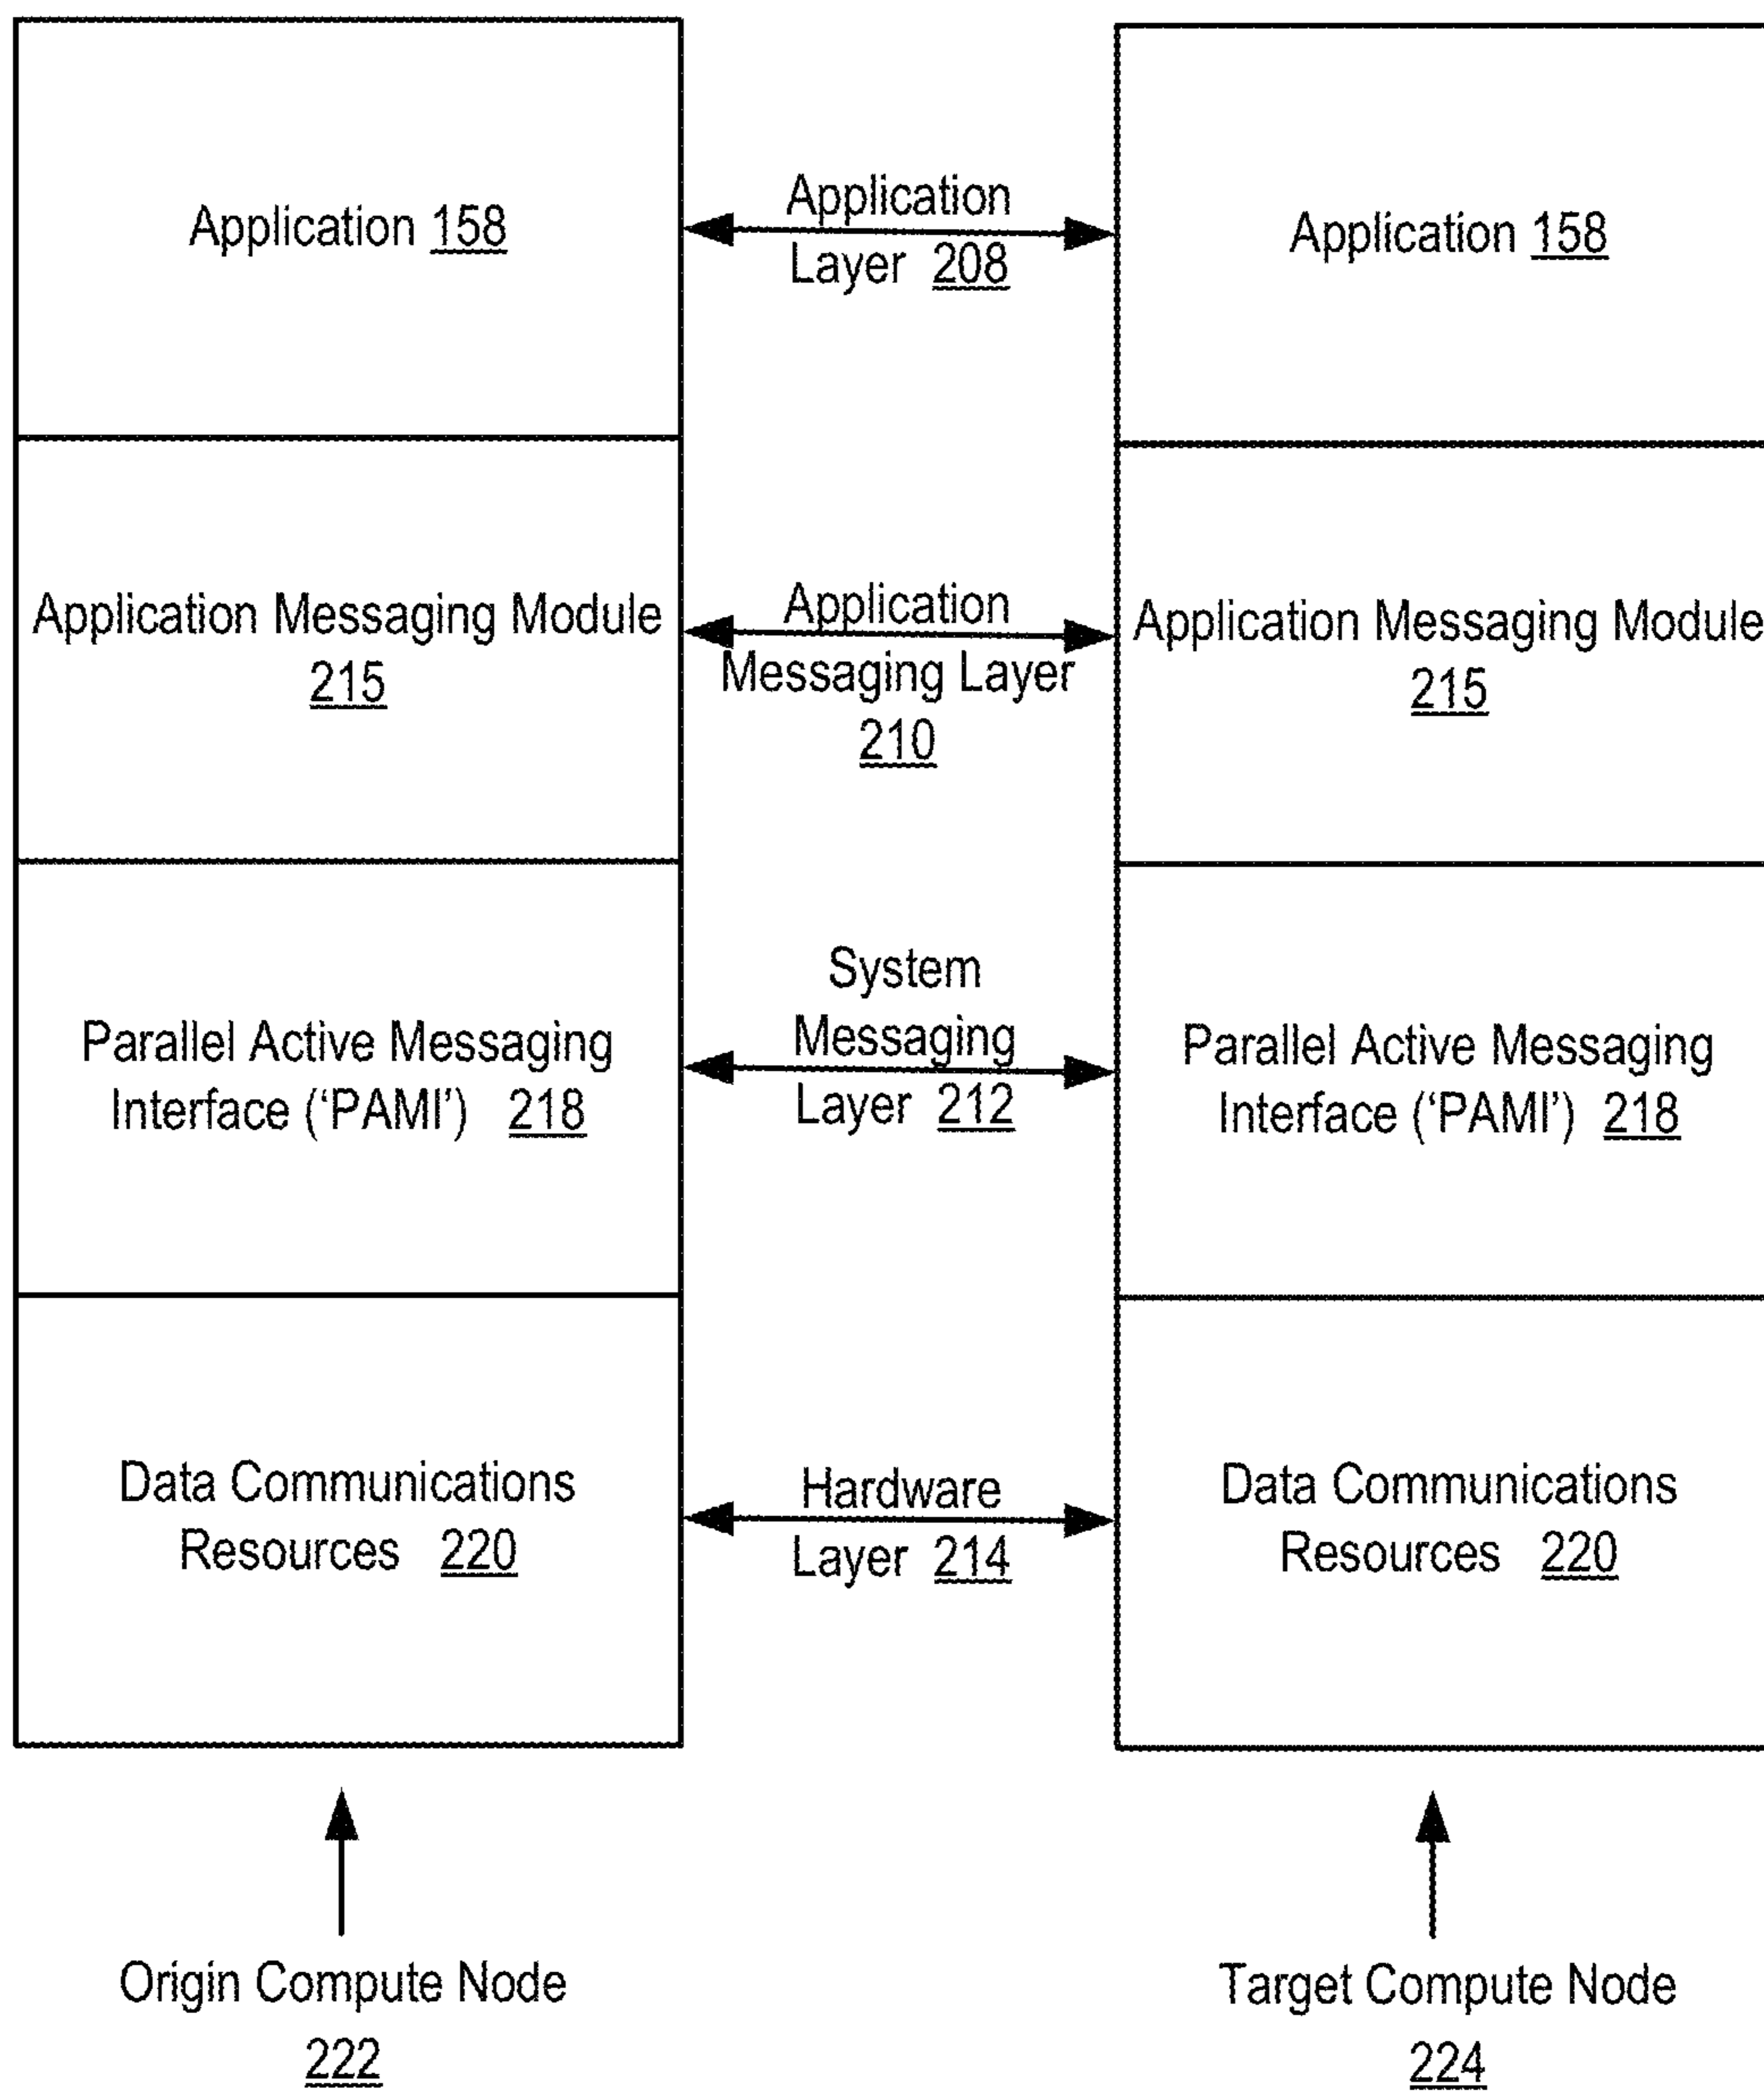 Application 158
Application
Layer 208
Application 158
Application Messaging Module
215
Application
Messaging Layer
210
Application Messaging Module
215
Parallel Active Messaging
Interface (‘PAMI’) 218
System
Messaging
Layer 212
Parallel Active Messaging
Interface (‘PAMI’) 218
Data Communications
Resources 220
Hardware
Layer 214
Data Communications
Resources 220
Origin Compute Node
222
Target Compute Node
224